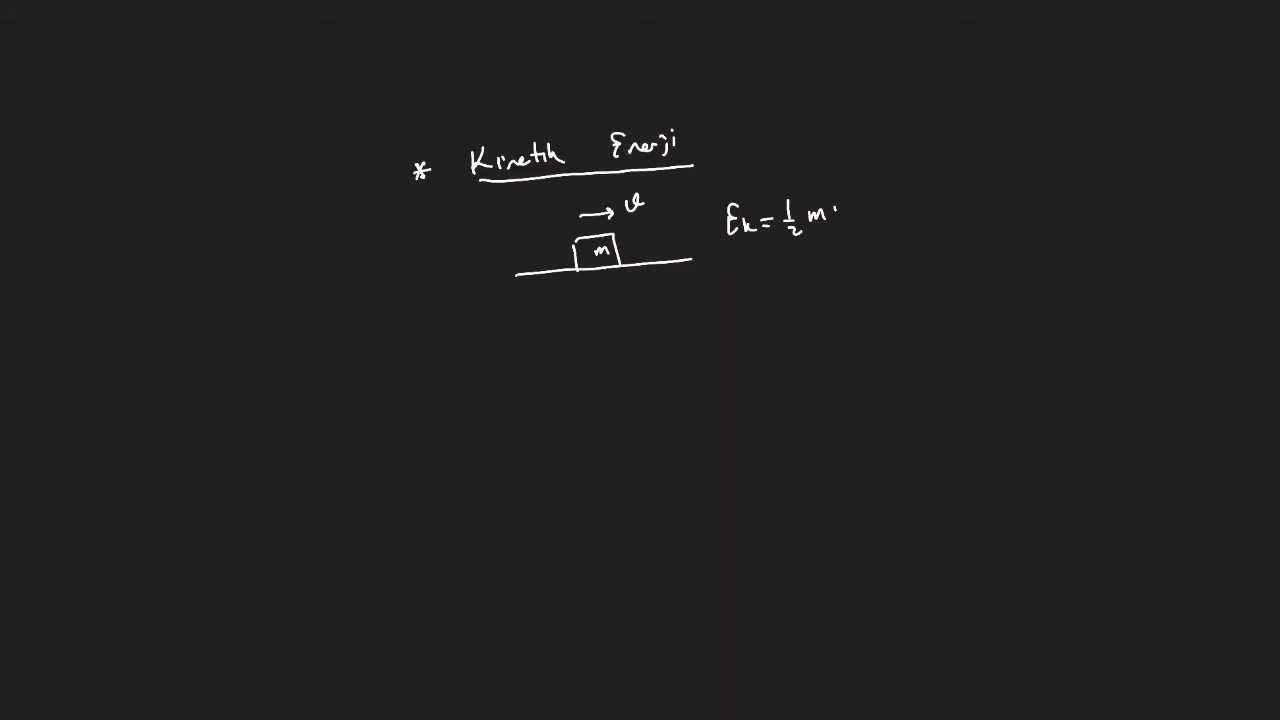 * Kinetik Enerji
→ϑ
m
Ek = 1/2 m